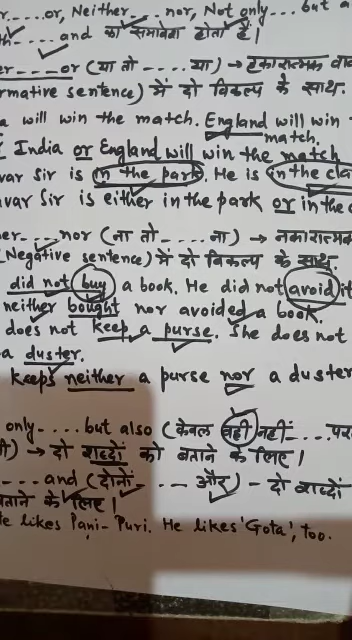 or, Neither .... nor, Not only .... but a
and का समावेश होता है।
or (या तो .... या) → हकारात्मक वा
rmative sentence) में दो विकल्प के साथ.
a will win the match. England will win
match.
India or England will win the match
var Sir is in the park. He is in the cla
var Sir is either in the park or in the c
nor (ना तो ..... ना) → नकारात्मक
(Negative sentence) में दो विकल्प के साथ.
did not buy a book. He did not avoid it
neither bought nor avoided a book.
does not keep a purse. She does not
a duster.
keeps neither a purse nor a duster
only ..... but also (केवल यही नहीं .... पर
) → दो शब्दों को बताने के लिए।
.... and (दोनों .... और) - दो शब्दों
बताने के लिए।
He likes Pani-Puri. He likes 'Gota', too.